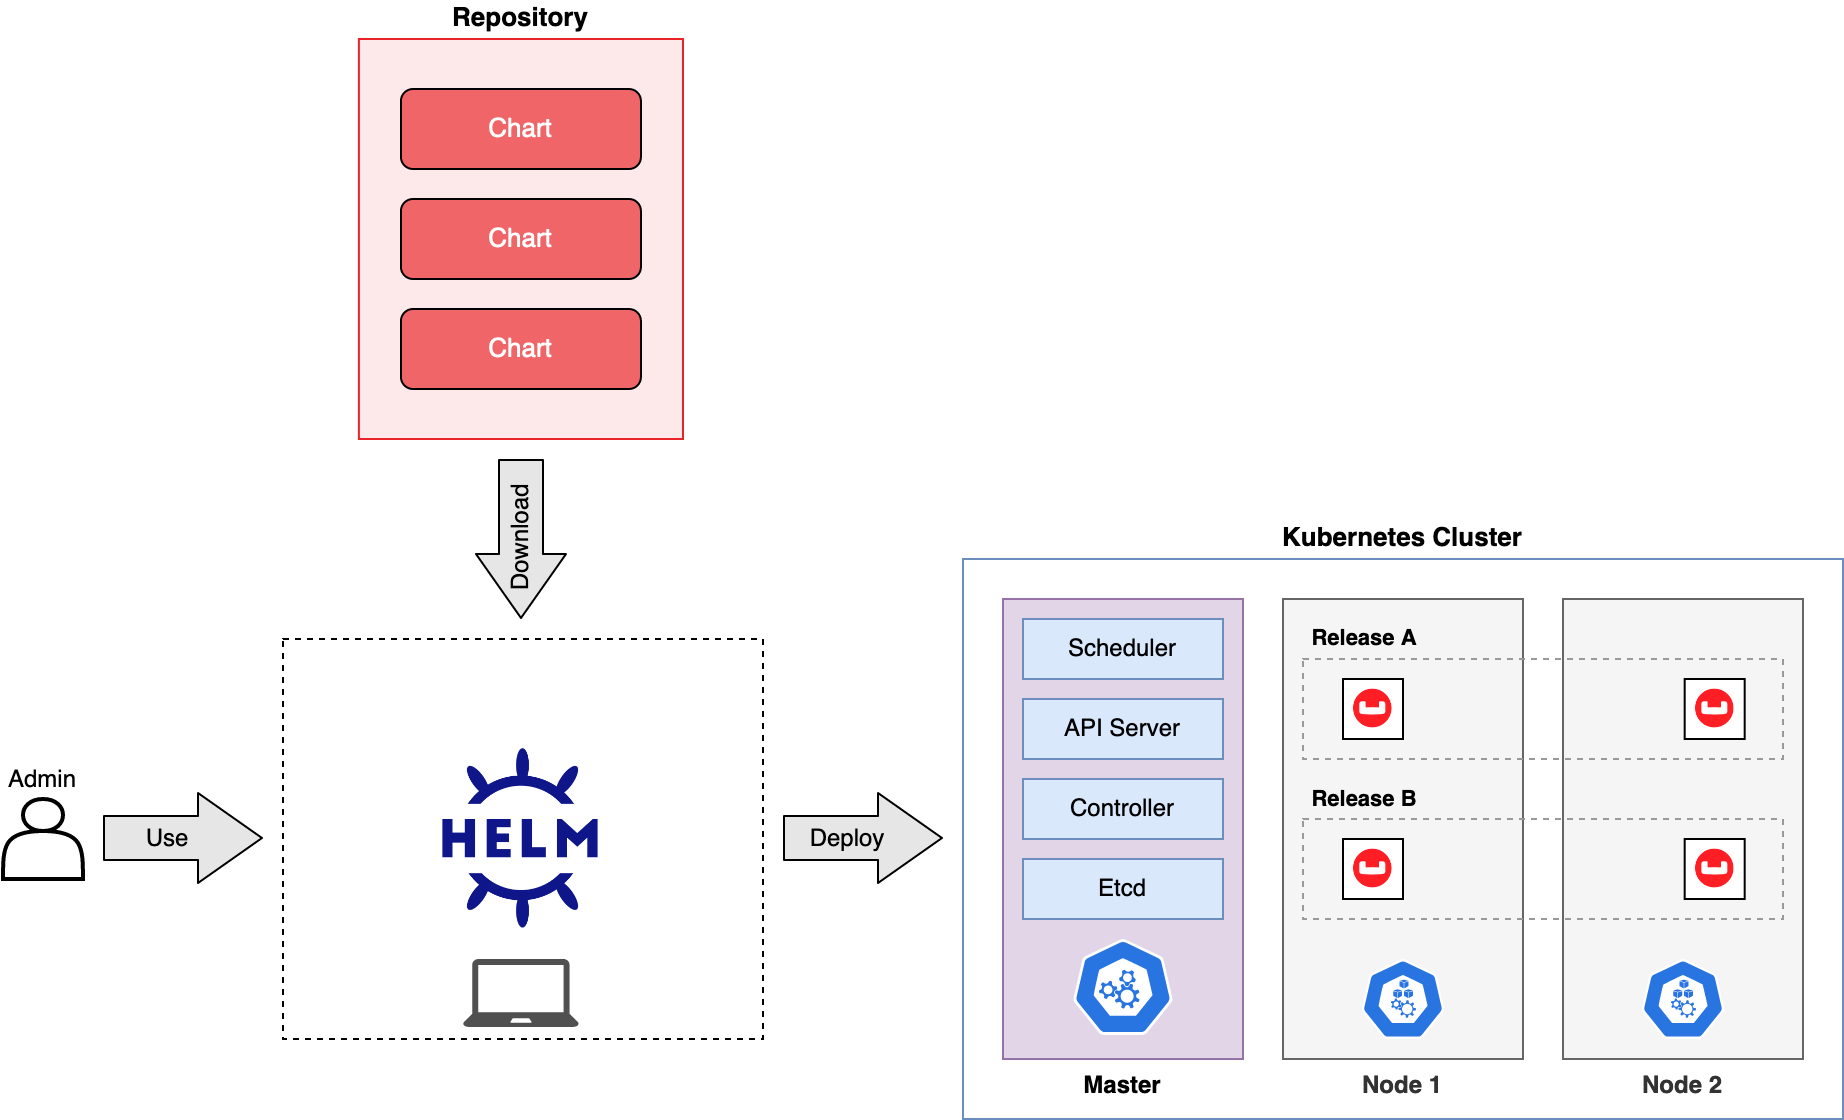 Repository
Chart
Chart
Chart
Download
Admin
Use
HELM
Deploy
Kubernetes Cluster
Scheduler
API Server
Controller
Etcd
Master
Release A
Release B
Node 1
Node 2